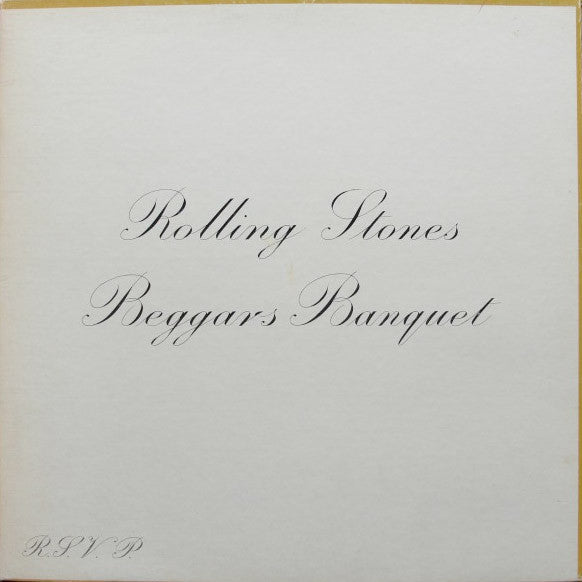 Rolling Stones
Beggars Banquet
R.S.V.P.